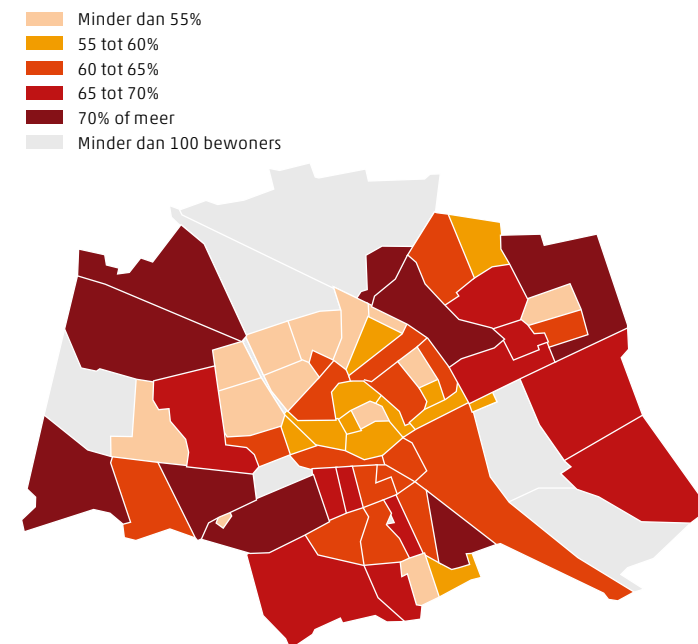 Minder dan 55%
55 tot 60%
60 tot 65%
65 tot 70%
70% of meer
Minder dan 100 bewoners